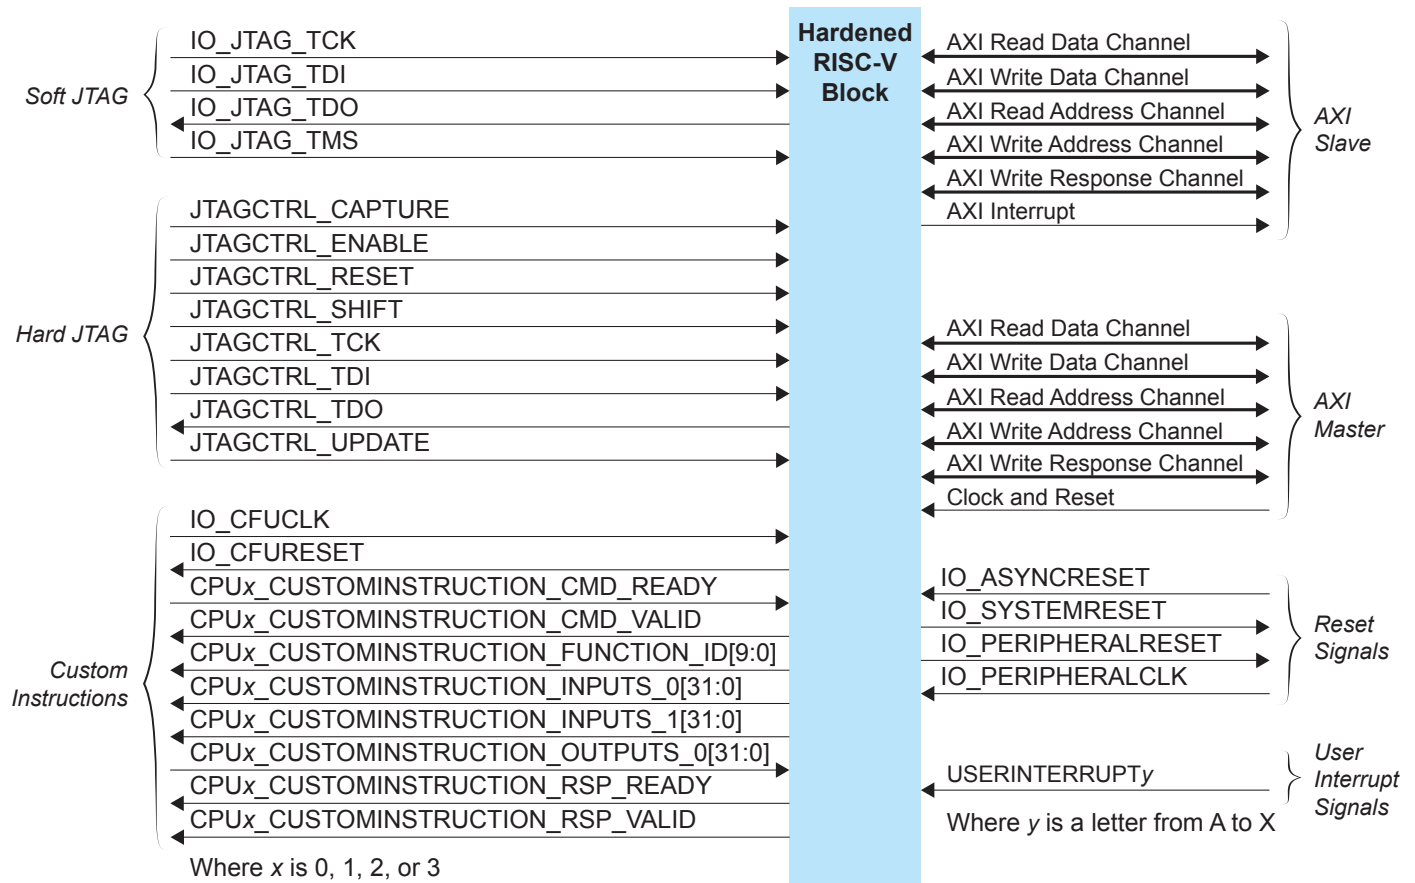 Hardened
RISC-V
Block
Soft JTAG
IO_JTAG_TCK
IO_JTAG_TDI
IO_JTAG_TDO
IO_JTAG_TMS
Hard JTAG
JTAGCTRL_CAPTURE
JTAGCTRL_ENABLE
JTAGCTRL_RESET
JTAGCTRL_SHIFT
JTAGCTRL_TCK
JTAGCTRL_TDI
JTAGCTRL_TDO
JTAGCTRL_UPDATE
Custom
Instructions
IO_CFUCLK
IO_CFURESET
CPUx_CUSTOMINSTRUCTION_CMD_READY
CPUx_CUSTOMINSTRUCTION_CMD_VALID
CPUx_CUSTOMINSTRUCTION_FUNCTION_ID[9:0]
CPUx_CUSTOMINSTRUCTION_INPUTS_0[31:0]
CPUx_CUSTOMINSTRUCTION_INPUTS_1[31:0]
CPUx_CUSTOMINSTRUCTION_OUTPUTS_0[31:0]
CPUx_CUSTOMINSTRUCTION_RSP_READY
CPUx_CUSTOMINSTRUCTION_RSP_VALID
Where x is 0, 1, 2, or 3
AXI Read Data Channel
AXI Write Data Channel
AXI Read Address Channel
AXI Write Address Channel
AXI Write Response Channel
AXI Interrupt
AXI
Slave
AXI Read Data Channel
AXI Write Data Channel
AXI Read Address Channel
AXI Write Address Channel
AXI Write Response Channel
Clock and Reset
AXI
Master
IO_ASYNCRESET
IO_SYSTEMRESET
IO_PERIPHERALRESET
IO_PERIPHERALCLK
Reset
Signals
USERINTERRUPTy
User
Interrupt
Signals
Where y is a letter from A to X